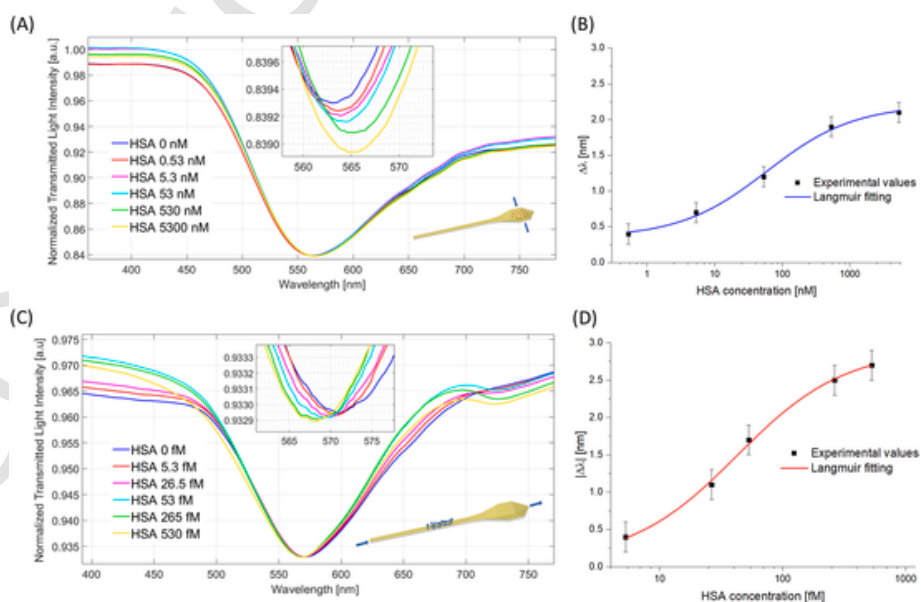 (A)
Normalized Transmitted Light Intensity [a.u.]
1.00
0.98
0.96
0.94
0.92
0.90
0.88
0.86
0.84
HSA 0 nM
HSA 0.53 nM
HSA 5.3 nM
HSA 53 nM
HSA 530 nM
HSA 5300 nM
0.8396
0.8394
0.8392
0.8390
560 565 570
400 450 500 550 600 650 700 750
Wavelength [nm]
(B)
Δλ [nm]
3.0
2.5
2.0
1.5
1.0
0.5
0.0
Experimental values
Langmuir fitting
1 10 100 1000
HSA concentration [nM]
(C)
Normalized Transmitted Light Intensity [a.u]
0.975
0.970
0.965
0.960
0.955
0.950
0.945
0.940
0.935
HSA 0 fM
HSA 5.3 fM
HSA 26.5 fM
HSA 53 fM
HSA 265 fM
HSA 530 fM
0.9333
0.9332
0.9331
0.9330
0.9329
565 570 575
400 450 500 550 600 650 700 750
Wavelength [nm]
(D)
|Δλ| [nm]
3.0
2.5
2.0
1.5
1.0
0.5
0.0
Experimental values
Langmuir fitting
10 100 1000
HSA concentration [fM]